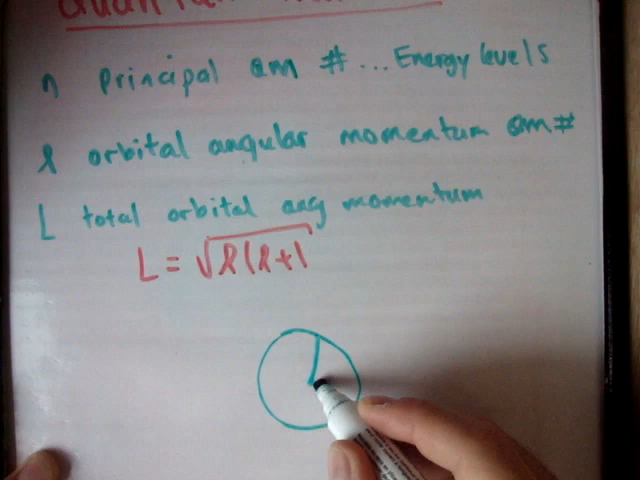 n principal QM # ... Energy levels
l orbital angular momentum QM #
L total orbital ang momentum
L = √l(l+1